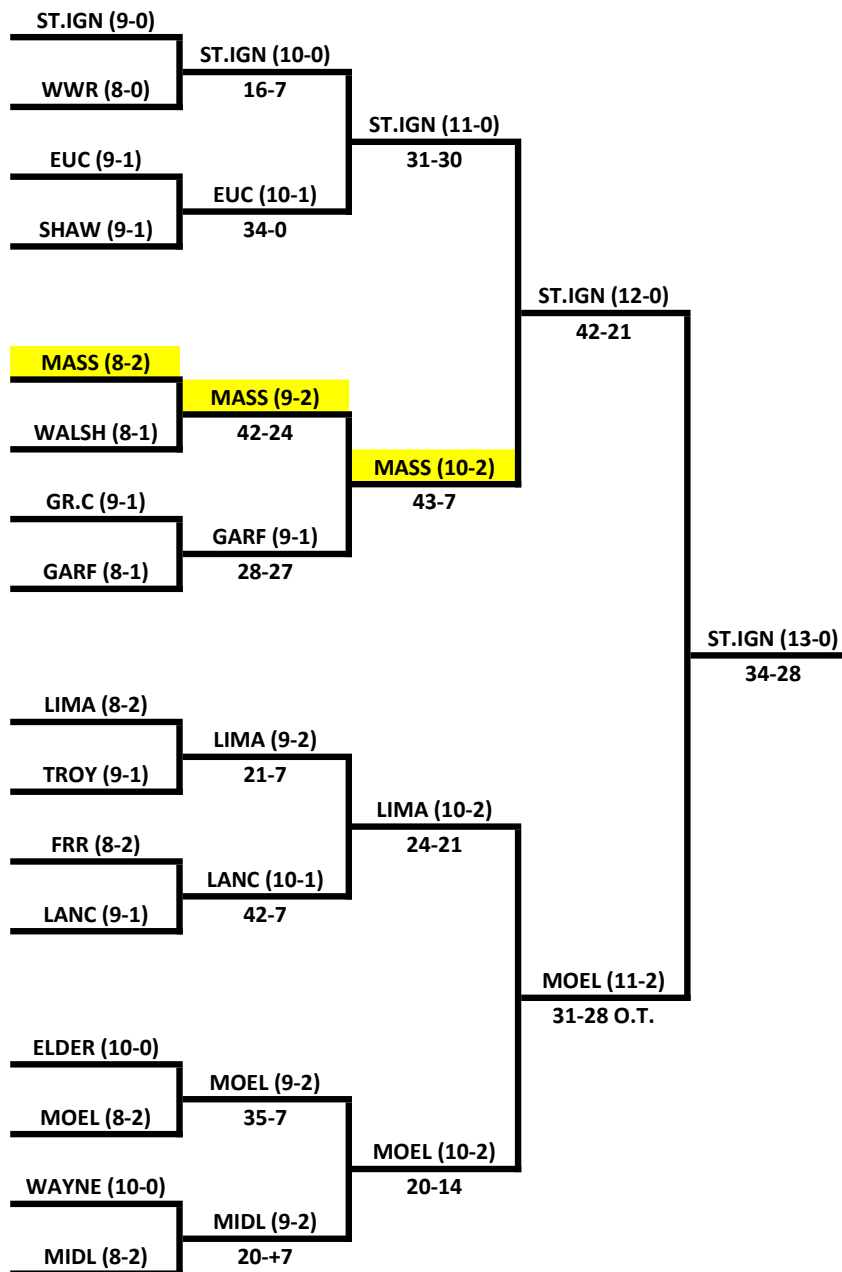 ST.IGN (9-0)
ST.IGN (10-0)
WWR (8-0)
16-7
ST.IGN (11-0)
EUC (9-1)
31-30
EUC (10-1)
SHAW (9-1)
34-0
ST.IGN (12-0)
42-21
MASS (8-2)
MASS (9-2)
WALSH (8-1)
42-24
MASS (10-2)
GR.C (9-1)
43-7
GARF (9-1)
GARF (8-1)
28-27
ST.IGN (13-0)
34-28
LIMA (8-2)
LIMA (9-2)
TROY (9-1)
21-7
LIMA (10-2)
FRR (8-2)
24-21
LANC (10-1)
LANC (9-1)
42-7
MOEL (11-2)
31-28 O.T.
ELDER (10-0)
MOEL (9-2)
MOEL (8-2)
35-7
MOEL (10-2)
WAYNE (10-0)
20-14
MIDL (9-2)
MIDL (8-2)
20-+7